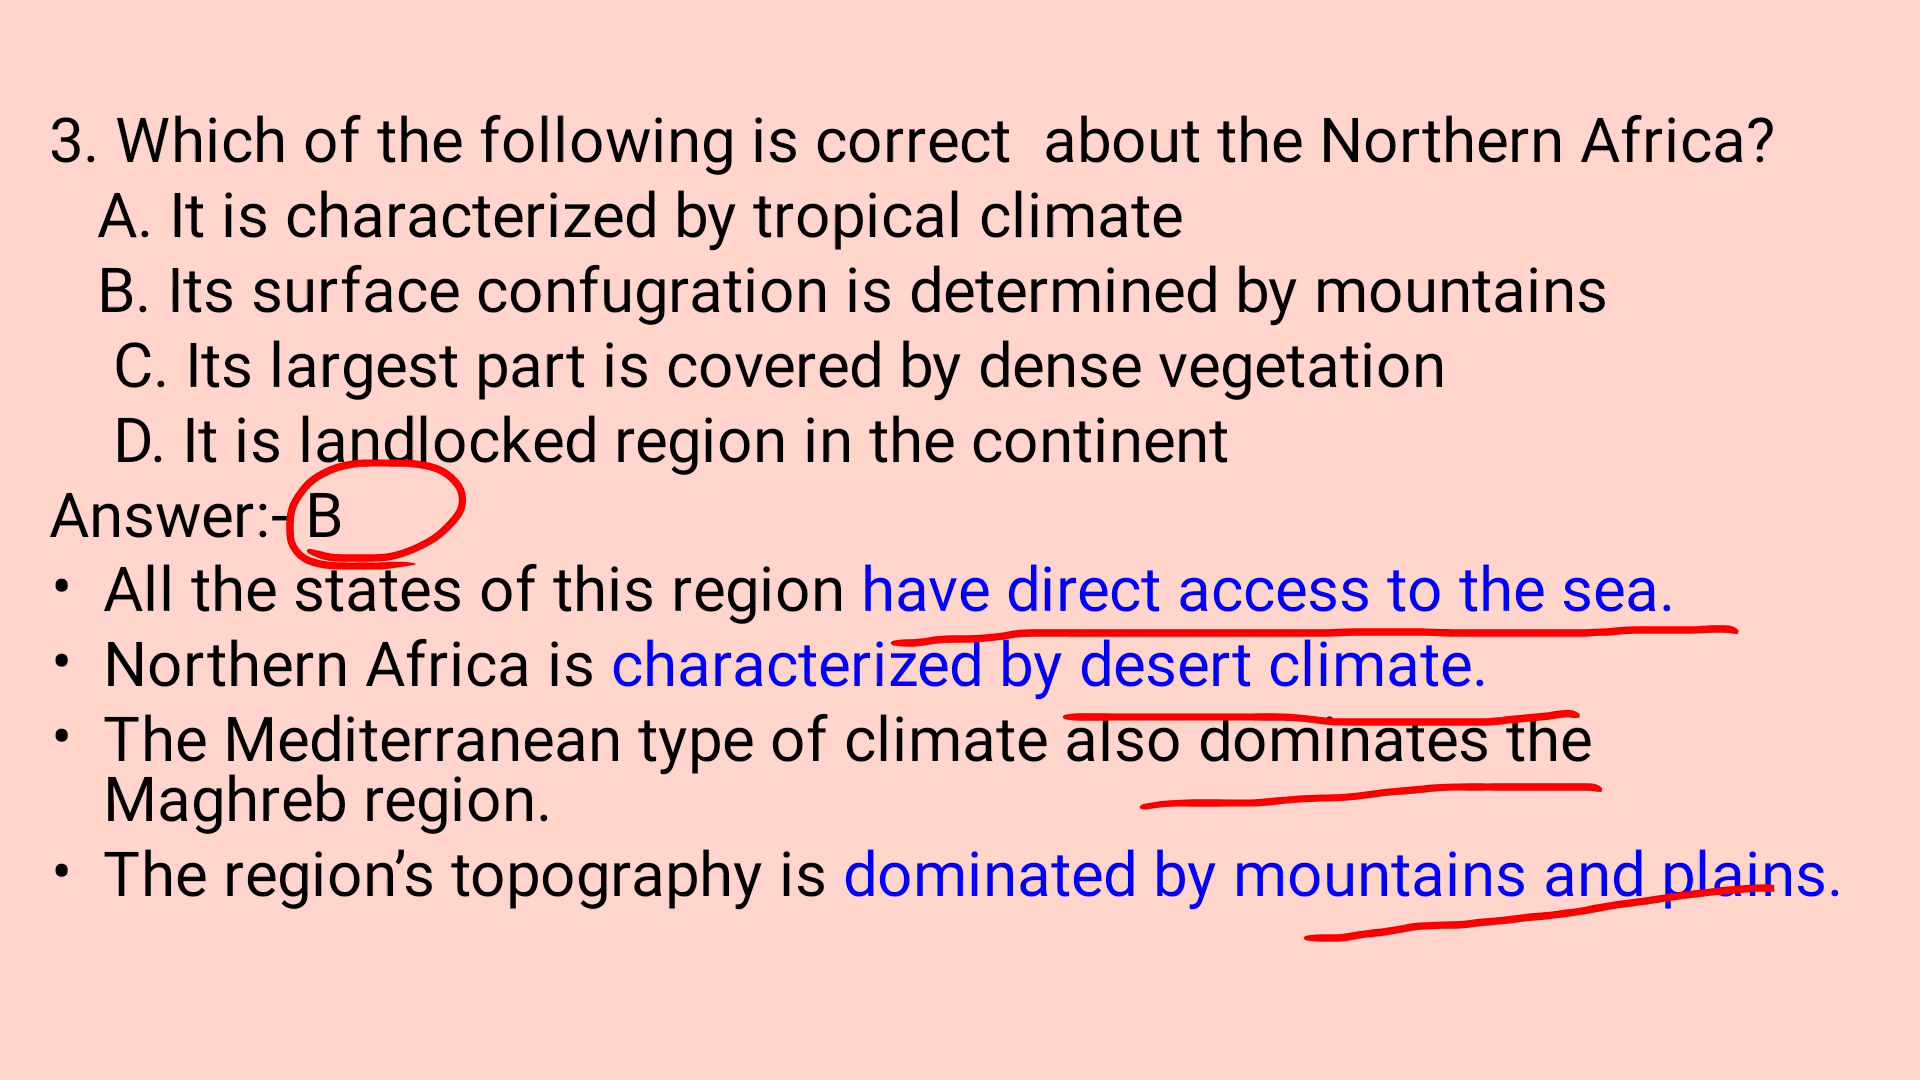 3. Which of the following is correct  about the Northern Africa?
A. It is characterized by tropical climate
B. Its surface confugration is determined by mountains
C. Its largest part is covered by dense vegetation
D. It is landlocked region in the continent
Answer:- B
• All the states of this region have direct access to the sea.
• Northern Africa is characterized by desert climate.
• The Mediterranean type of climate also dominates the
Maghreb region.
• The region’s topography is dominated by mountains and plains.